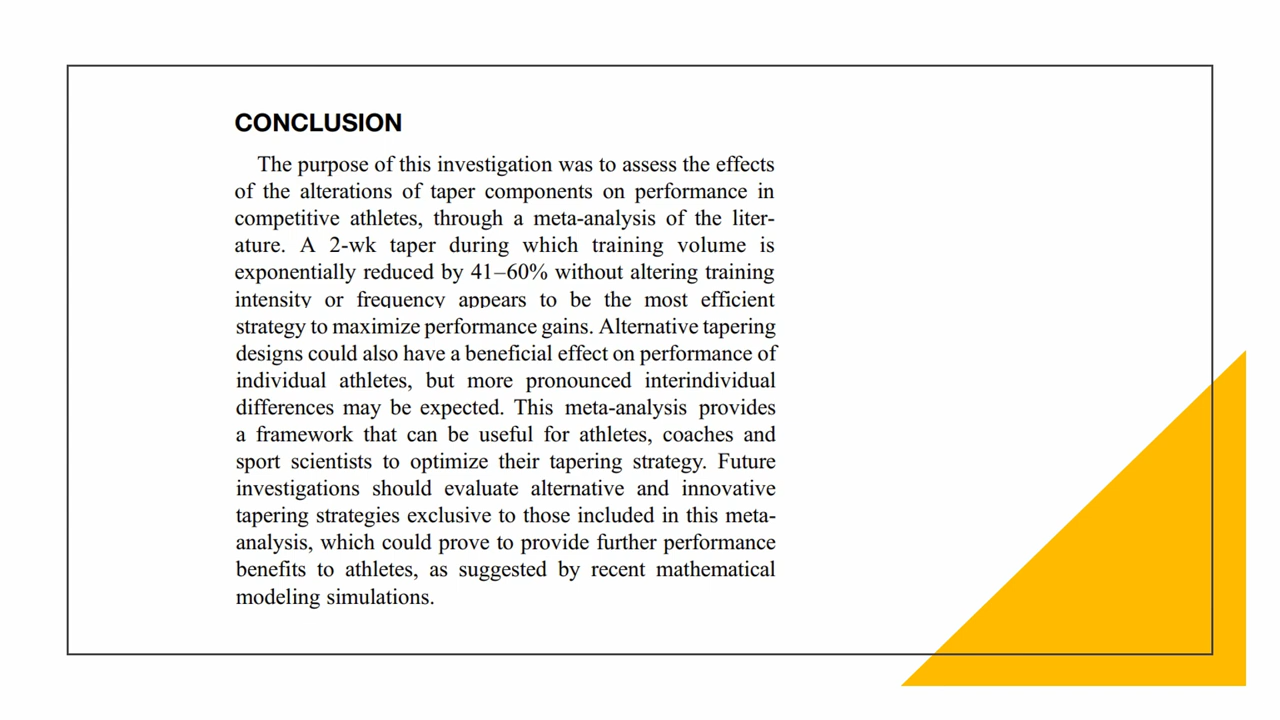 CONCLUSION
The purpose of this investigation was to assess the effects
of the alterations of taper components on performance in
competitive athletes, through a meta-analysis of the liter-
ature. A 2-wk taper during which training volume is
exponentially reduced by 41–60% without altering training
intensity or frequency appears to be the most efficient
strategy to maximize performance gains. Alternative tapering
designs could also have a beneficial effect on performance of
individual athletes, but more pronounced interindividual
differences may be expected. This meta-analysis provides
a framework that can be useful for athletes, coaches and
sport scientists to optimize their tapering strategy. Future
investigations should evaluate alternative and innovative
tapering strategies exclusive to those included in this meta-
analysis, which could prove to provide further performance
benefits to athletes, as suggested by recent mathematical
modeling simulations.